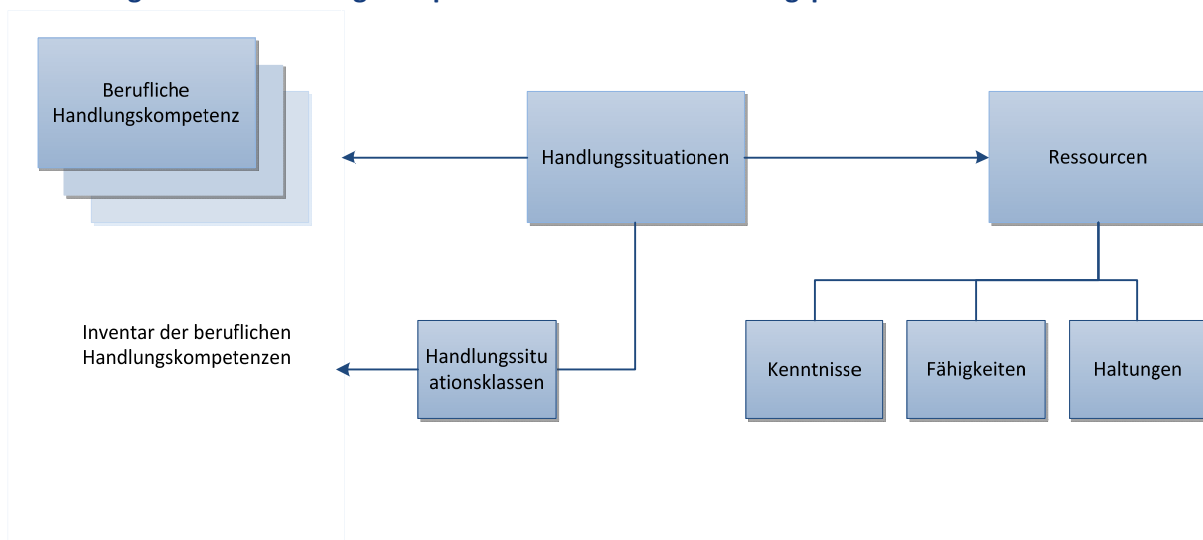 Berufliche
Handlungskompetenz
Handlungssituationen
Ressourcen
Inventar der beruflichen
Handlungskompetenzen
Handlungssitu
ationsklassen
Kenntnisse
Fähigkeiten
Haltungen